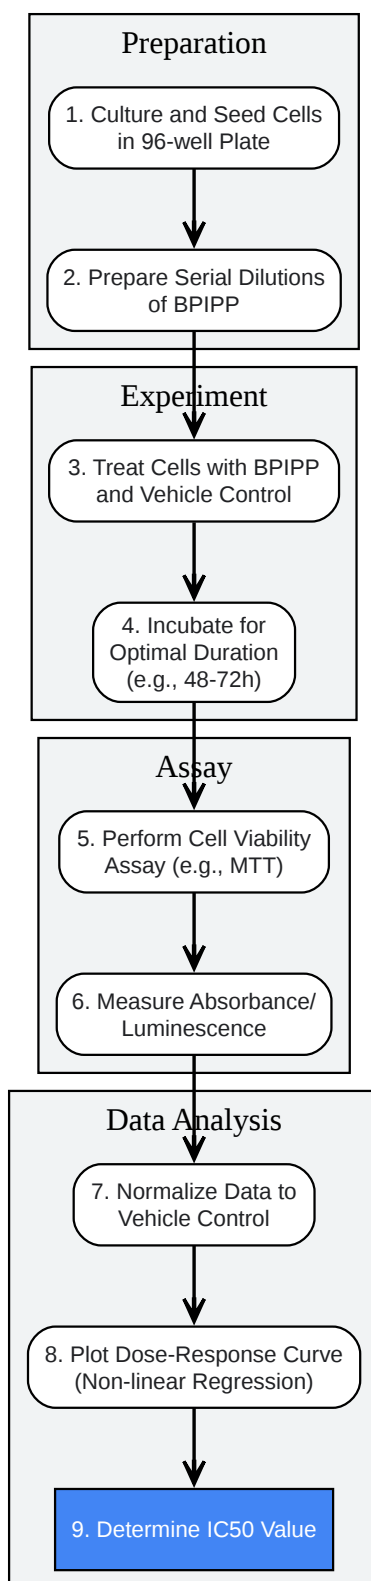 Preparation
1. Culture and Seed Cells
in 96-well Plate
2. Prepare Serial Dilutions
of BPIPP
Experiment
3. Treat Cells with BPIPP
and Vehicle Control
4. Incubate for
Optimal Duration
(e.g., 48-72h)
Assay
5. Perform Cell Viability
Assay (e.g., MTT)
6. Measure Absorbance/
Luminescence
Data Analysis
7. Normalize Data to
Vehicle Control
8. Plot Dose-Response Curve
(Non-linear Regression)
9. Determine IC50 Value